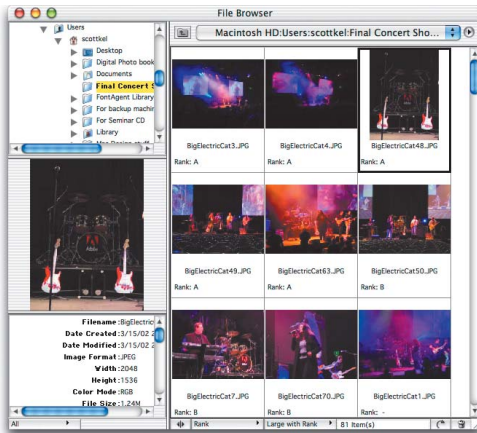 File Browser
Users
scottkel
Desktop
Digital Photo book
Documents
Final Concert S
FontAgent Library
For backup machin
For Seminar CD
Library
Macintosh HD:Users:scottkel:Final Concert Sho...
BigElectricCat3.JPG
Rank: A
BigElectricCat4.JPG
Rank: A
BigElectricCat48.JPG
Rank: A
BigElectricCat49.JPG
Rank: A
BigElectricCat63.JPG
Rank: A
BigElectricCat50.JPG
Rank: B
BigElectricCat7.JPG
Rank: B
BigElectricCat70.JPG
Rank: B
BigElectricCat1.JPG
Rank: -
Filename :BigElectric
Date Created :3/15/02 2
Date Modified :3/15/02 2
Image Format :JPEG
Width :2048
Height :1536
Color Mode :RGB
File Size :1.24M
All
Rank
Large with Rank
81 Item(s)